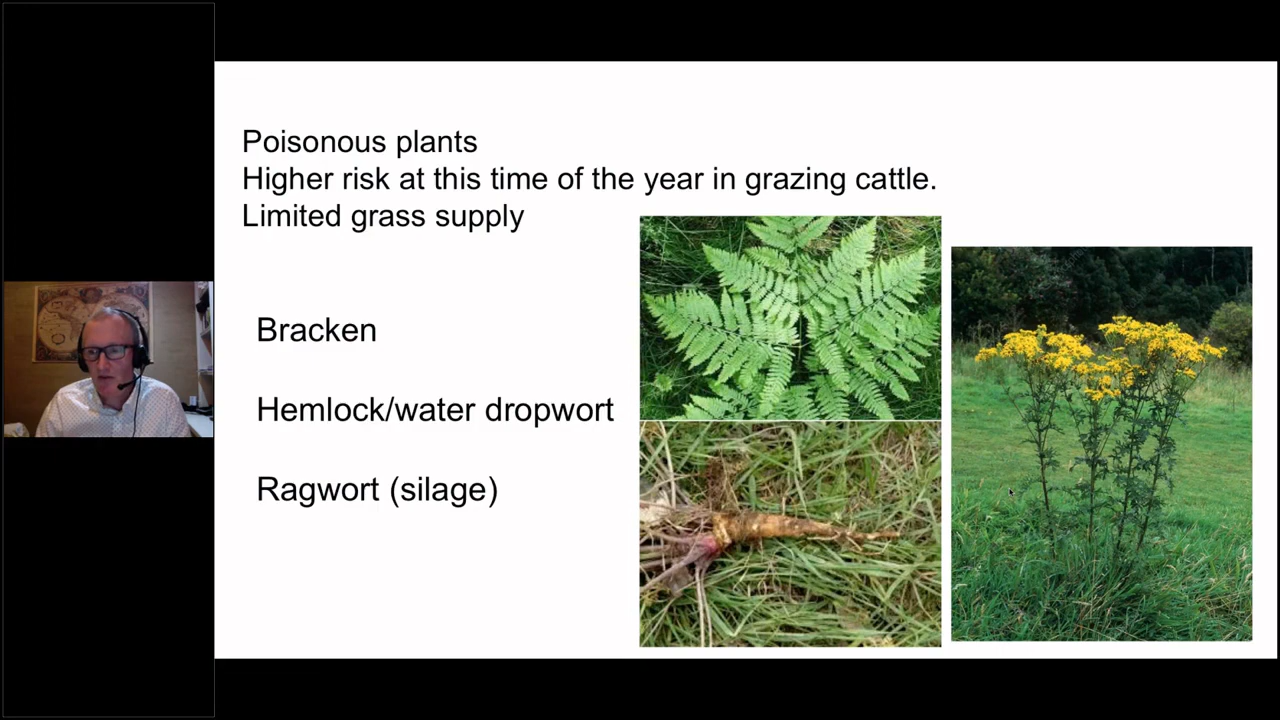 Poisonous plants
Higher risk at this time of the year in grazing cattle.
Limited grass supply
Bracken
Hemlock/water dropwort
Ragwort (silage)